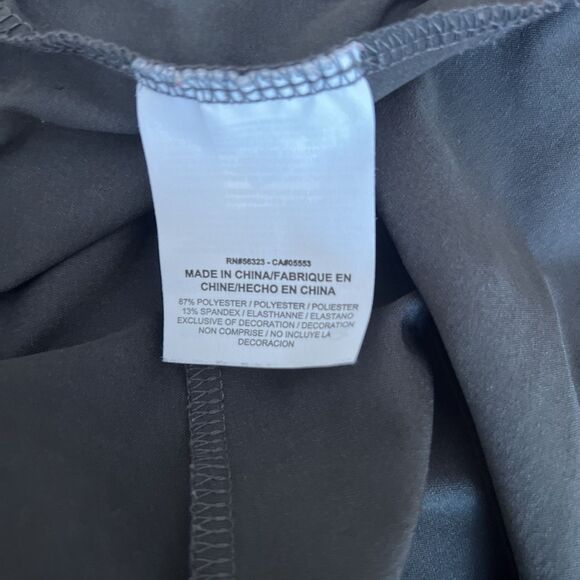 RN#56323 - CA#05553
MADE IN CHINA/FABRIQUE EN
CHINE/HECHO EN CHINA
87% POLYESTER / POLYESTER / POLIESTER
13% SPANDEX / ELASTHANNE / ELASTANO
EXCLUSIVE OF DECORATION / DECORATION
NON COMPRISE / NO INCLUYE LA
DECORACION